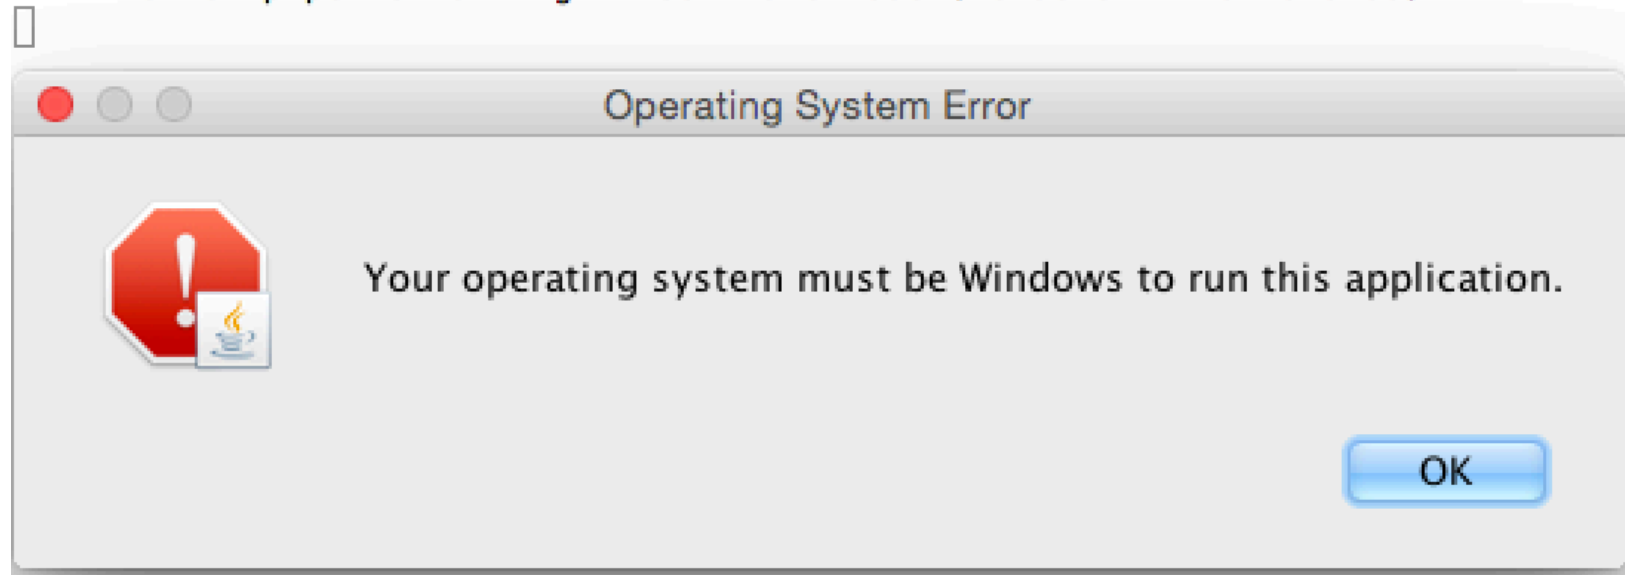 Operating System Error
Your operating system must be Windows to run this application.
OK